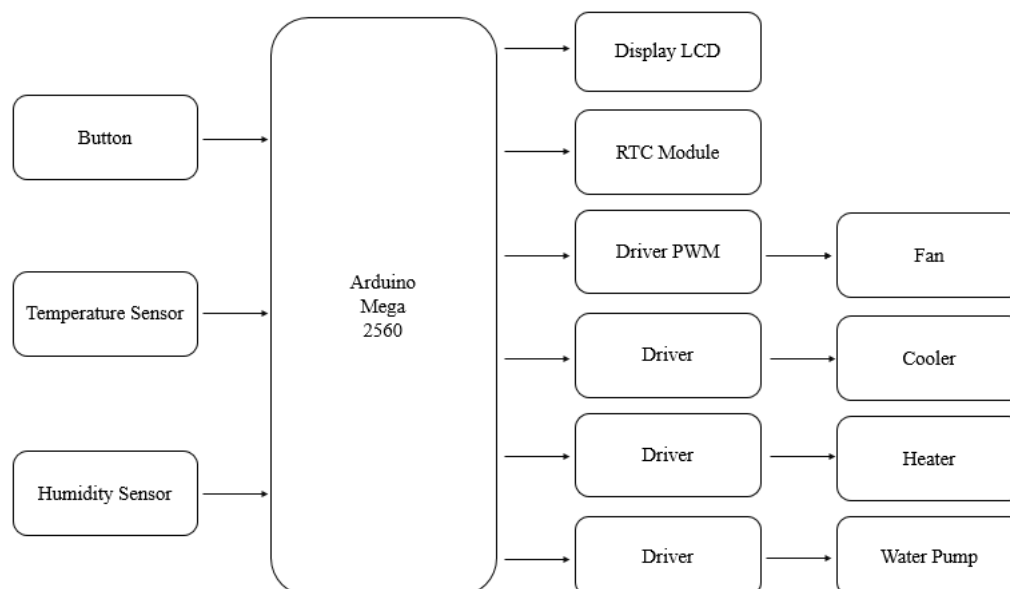 Button
Temperature Sensor
Humidity Sensor
Arduino
Mega
2560
Display LCD
RTC Module
Driver PWM
Fan
Driver
Cooler
Driver
Heater
Driver
Water Pump